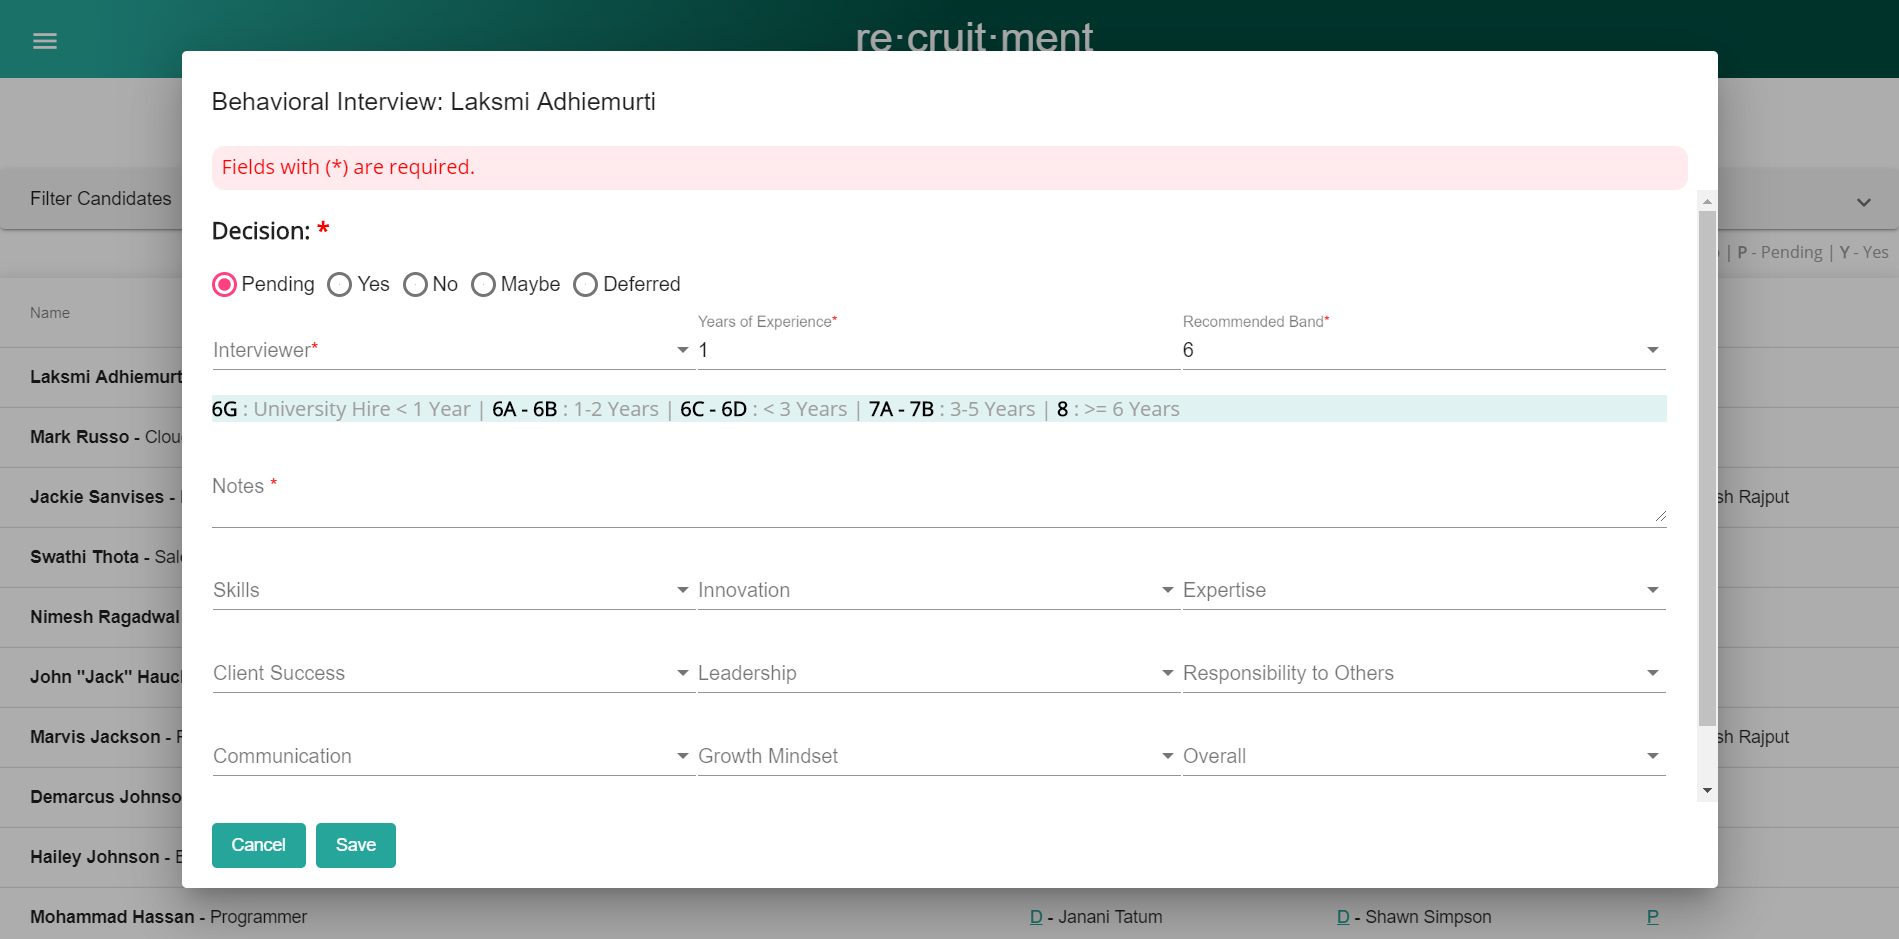 re·cruit·ment
Behavioral Interview: Laksmi Adhiemurti
Fields with (*) are required.
Filter Candidates
Decision: *
| P - Pending | Y - Yes
Pending Yes No Maybe Deferred
Name
Years of Experience* Recommended Band*
Interviewer* 1 6
Laksmi Adhiemurt
6G : University Hire < 1 Year | 6A - 6B : 1-2 Years | 6C - 6D : < 3 Years | 7A - 7B : 3-5 Years | 8 : >= 6 Years
Mark Russo - Clou
Notes *
Jackie Sanvises - sh Rajput
Swathi Thota - Sale
Skills Innovation Expertise
Nimesh Ragadwal
Client Success Leadership Responsibility to Others
John "Jack" Hauc
Marvis Jackson - sh Rajput
Communication Growth Mindset Overall
Demarcus Johnso
Cancel Save
Hailey Johnson - E
Mohammad Hassan - Programmer D - Janani Tatum D - Shawn Simpson P